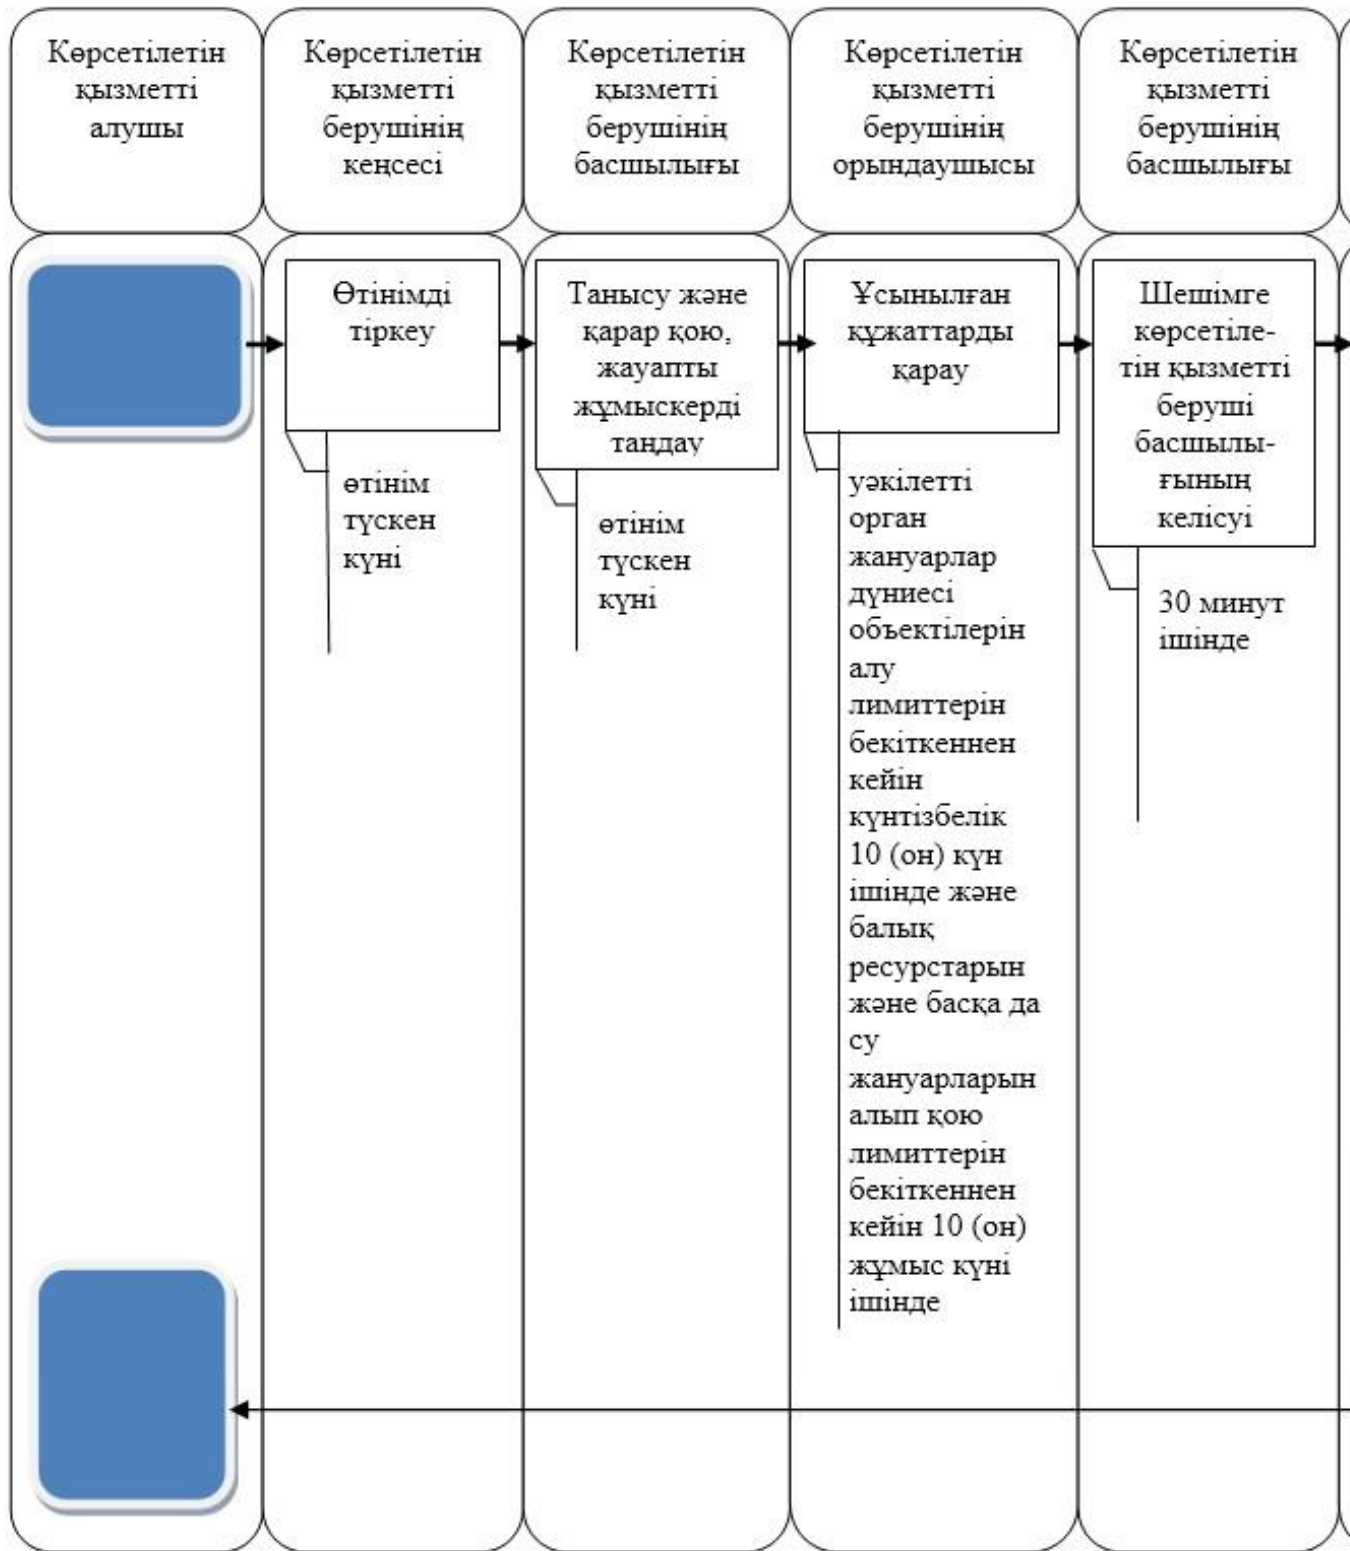 Көрсетілетін
қызметті
алушы
Көрсетілетін
қызметті
берушінің
кеңсесі
Көрсетілетін
қызметті
берушінің
басшылығы
Көрсетілетін
қызметті
берушінің
орындаушысы
Көрсетілетін
қызметті
берушінің
басшылығы
Өтінімді
тіркеу
Танысу және
қарар қою,
жауапты
жұмыскерді
таңдау
Ұсынылған
құжаттарды
қарау
Шешімге
көрсетіле-
тін қызметті
беруші
басшылы-
ғының
келісуі
өтінім
түскен
күні
өтінім
түскен
күні
уәкілетті
орган
жануарлар
дүниесі
объектілерін
алу
лимиттерін
бекіткеннен
кейін
күнтізбелік
10 (он) күн
ішінде және
балық
ресурстарын
және басқа да
су
жануарларын
алып қою
лимиттерін
бекіткеннен
кейін 10 (он)
жұмыс күні
ішінде
30 минут
ішінде